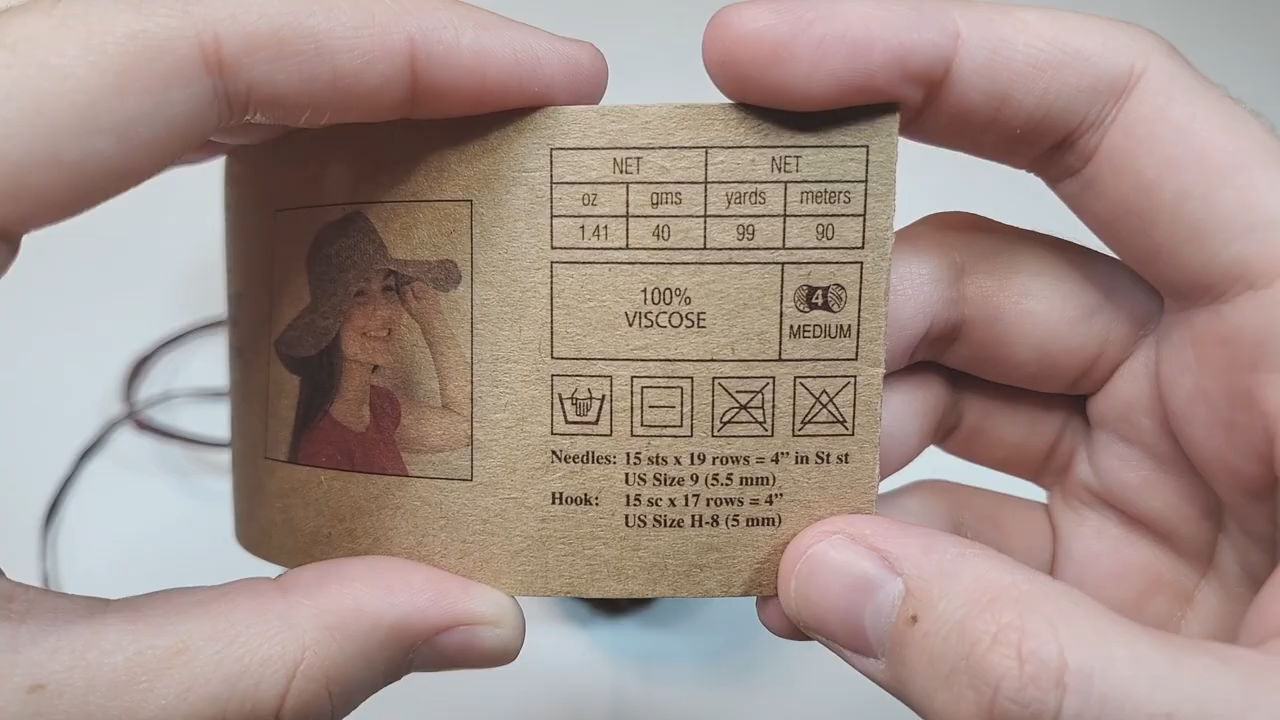 NET NET
oz gms yards meters
1.41 40 99 90
100%
VISCOSE
4
MEDIUM
Needles: 15 sts x 19 rows = 4” in St st
US Size 9 (5.5 mm)
Hook: 15 sc x 17 rows = 4”
US Size H-8 (5 mm)